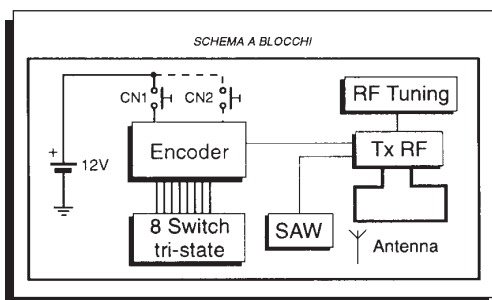 SCHEMA A BLOCCHI
CN1
CN2
RF Tuning
Encoder
Tx RF
+
12V
8 Switch
tri-state
SAW
Antenna